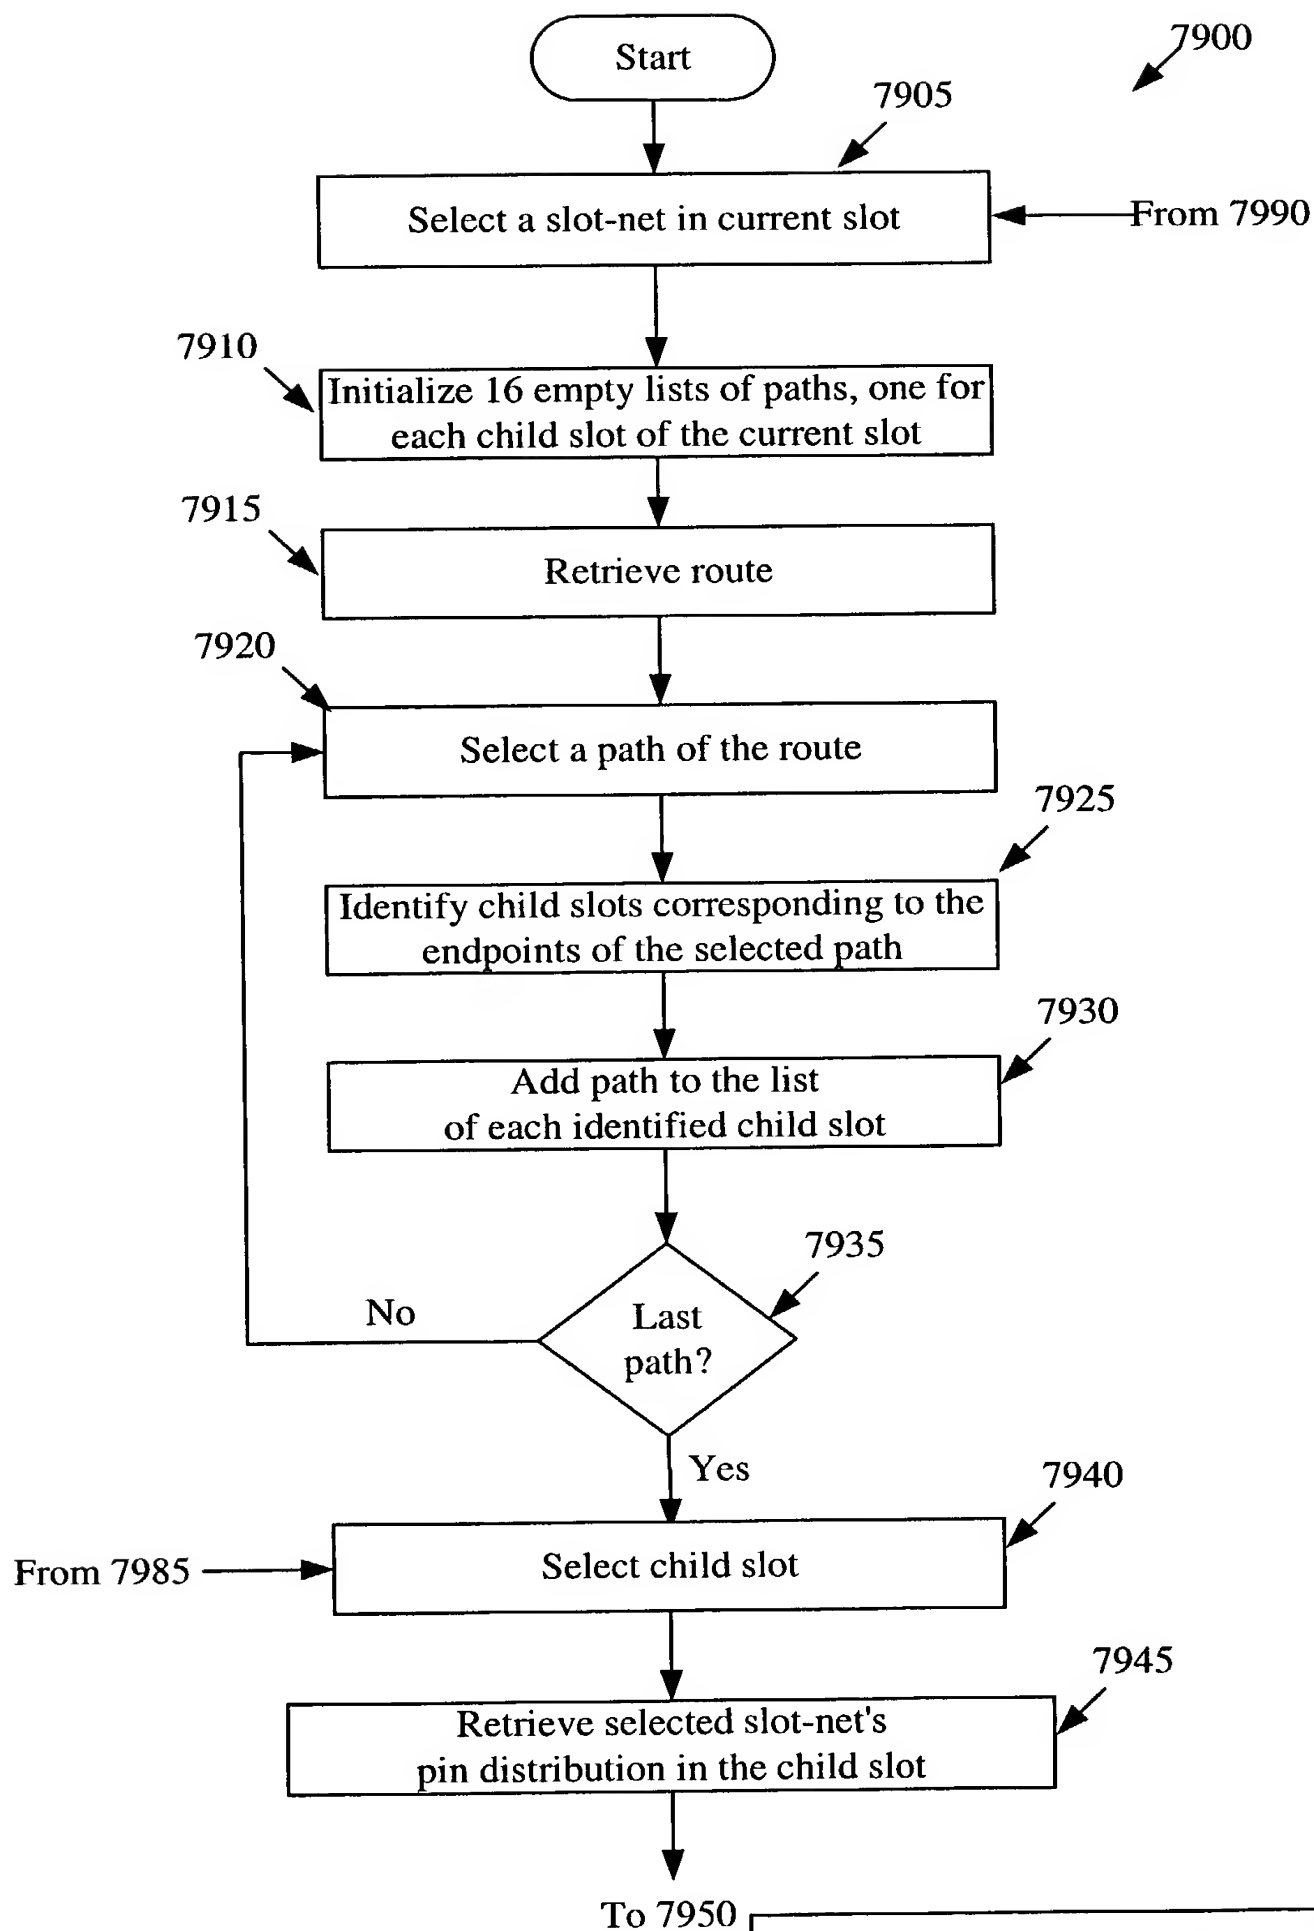 Start
7900
7905
Select a slot-net in current slot
From 7990
7910
Initialize 16 empty lists of paths, one for
each child slot of the current slot
7915
Retrieve route
7920
Select a path of the route
7925
Identify child slots corresponding to the
endpoints of the selected path
7930
Add path to the list
of each identified child slot
7935
Last
path?
No
Yes
7940
From 7985
Select child slot
7945
Retrieve selected slot-net's
pin distribution in the child slot
To 7950